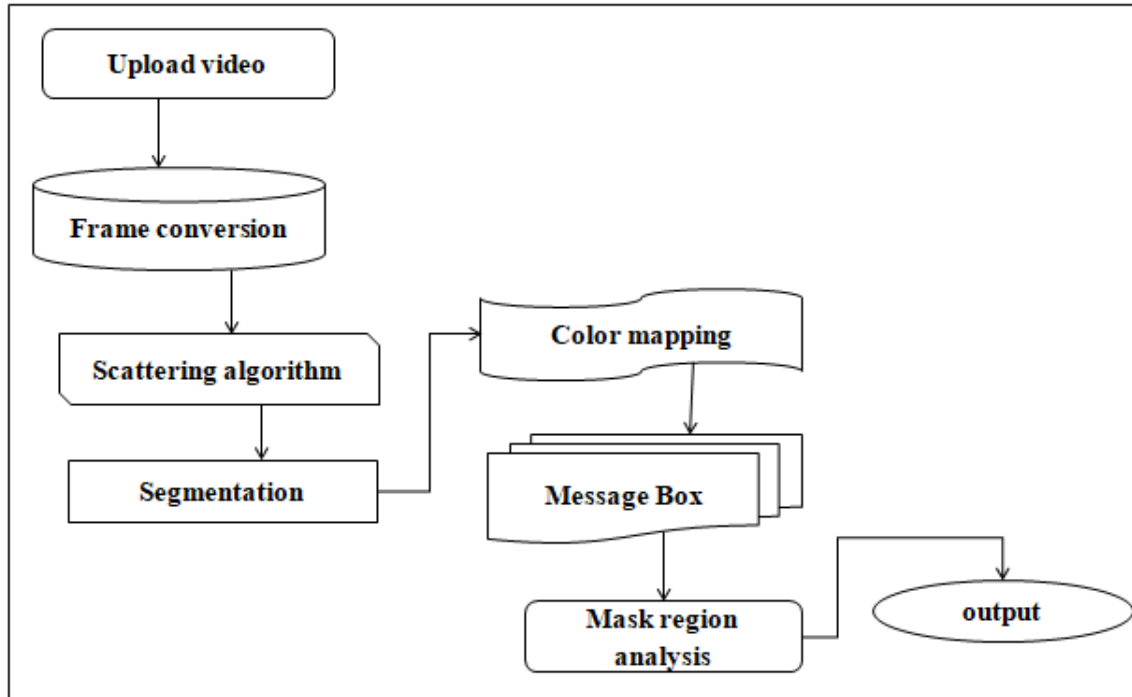 Upload video
Frame conversion
Scattering algorithm
Segmentation
Color mapping
Message Box
Mask region
analysis
output